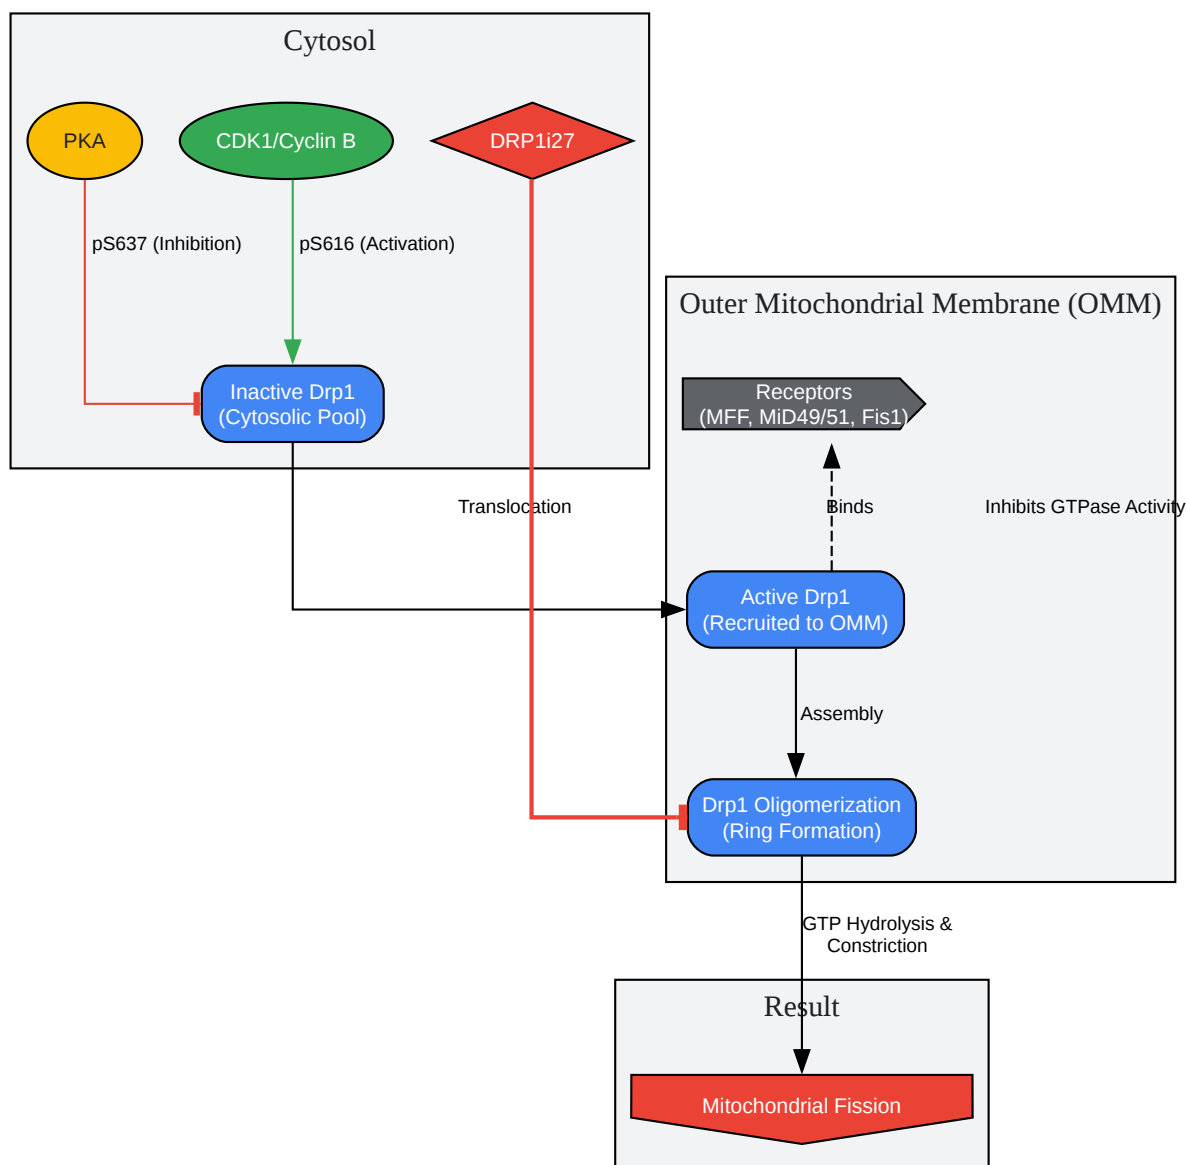 Cytosol
PKA
CDK1/Cyclin B
DRP1i27
pS637 (Inhibition)
pS616 (Activation)
Outer Mitochondrial Membrane (OMM)
Inactive Drp1
(Cytosolic Pool)
Receptors
(MFF, MiD49/51, Fis1)
Translocation
Binds
Inhibits GTPase Activity
Active Drp1
(Recruited to OMM)
Assembly
Drp1 Oligomerization
(Ring Formation)
GTP Hydrolysis &
Constriction
Result
Mitochondrial Fission